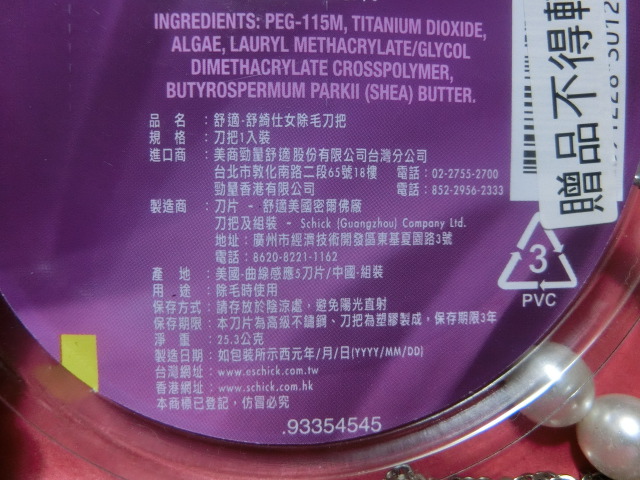 INGREDIENTS: PEG-115M, TITANIUM DIOXIDE,
ALGAE, LAURYL METHACRYLATE/GLYCOL
DIMETHACRYLATE CROSSPOLYMER,
BUTYROSPERMUM PARKII (SHEA) BUTTER.
品 名 : 舒適-舒綺仕女除毛刀把
規 格 : 刀把1入裝
進口商 : 美商勁量舒適股份有限公司台灣分公司
台北市敦化南路二段65號18樓 電話 : 02-2755-2700
勁量香港有限公司 電話 : 852-2956-2333
製造商 : 刀片 - 舒適美國密爾佛廠
刀把及組裝 - Schick (Guangzhou) Company Ltd.
地址 : 廣州市經濟技術開發區東基夏園路3號
電話 : 8620-8221-1162
產 地 : 美國-曲線感應5刀片/中國-組裝
用 途 : 除毛時使用
保存方式 : 請存放於陰涼處，避免陽光直射
保存期限 : 本刀片為高級不鏽鋼、刀把為塑膠製成，保存期限3年
淨 重 : 25.3公克
製造日期 : 如包裝所示西元年/月/日(YYYY/MM/DD)
台灣網址 : www.eschick.com.tw
香港網址 : www.schick.com.hk
本商標已登記，仿冒必究
.93354545
贈品不得轉
3
PVC